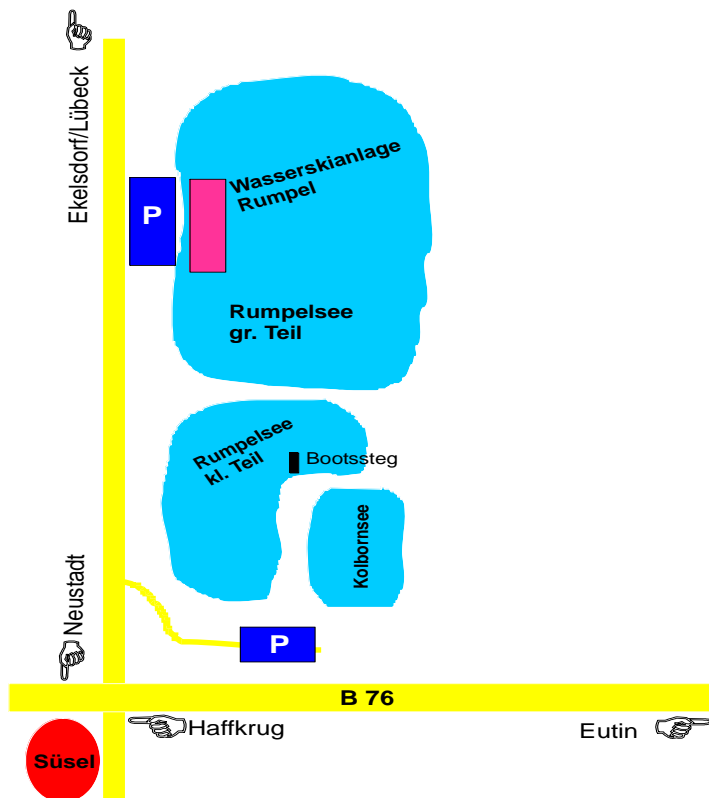 Ekelsdorf/Lübeck
P
Wasserskianlage
Rumpel
Rumpelsee
gr. Teil
Rumpelsee
kl. Teil
Bootssteg
Kolbornsee
Neustadt
P
B 76
Haffkrug
Eutin
Süsel